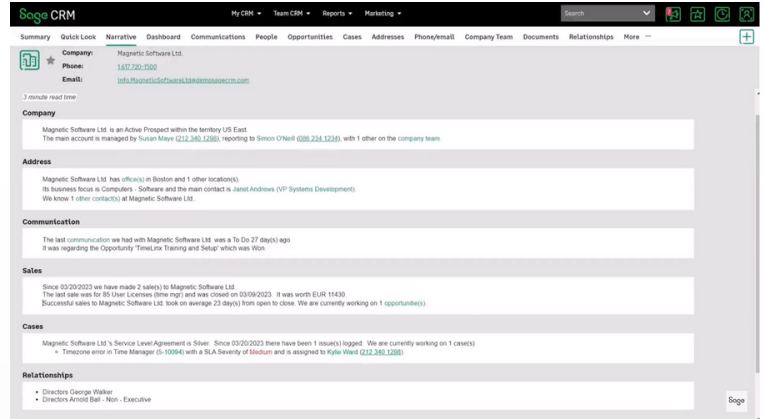 Sage CRM
My CRM Team CRM Reports Marketing
Search
Summary Quick Look Narrative Dashboard Communications People Opportunities Cases Addresses Phone/email Company Team Documents Relationships More
Company: Magnetic Software Ltd.
Phone: 1.617.720-1500
Email: Info.MagneticSoftwareLtd@demosagecrm.com
3 minute read time
Company
Magnetic Software Ltd. is an Active Prospect within the territory US East.
The main account is managed by Susan Maye (212 340 1298), reporting to Simon O'Neill (086 234 1234), with 1 other on the company team.
Address
Magnetic Software Ltd. has office(s) in Boston and 1 other location(s).
Its business focus is Computers - Software and the main contact is Janet Andrews (VP Systems Development).
We know 1 other contact(s) at Magnetic Software Ltd.
Communication
The last communication we had with Magnetic Software Ltd. was a To Do 27 day(s) ago.
It was regarding the Opportunity 'TimeLinx Training and Setup' which was Won.
Sales
Since 03/20/2023 we have made 2 sale(s) to Magnetic Software Ltd.
The last sale was for 85 User Licenses (time mgr) and was closed on 03/09/2023. It was worth EUR 11430.
Successful sales to Magnetic Software Ltd. took on average 23 day(s) from open to close. We are currently working on 1 opportunitie(s).
Cases
Magnetic Software Ltd.'s Service Level Agreement is Silver. Since 03/20/2023 there have been 1 issue(s) logged. We are currently working on 1 case(s)
Timezone error in Time Manager (5-10094) with a SLA Severity of Medium and is assigned to Kylie Ward (212 340 1298).
Relationships
Directors George Walker
Directors Arnold Ball - Non - Executive
Sage